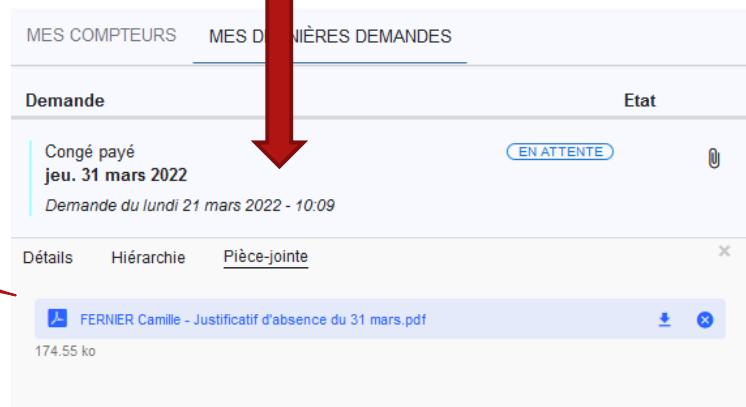 MES COMPTEURS MES DERNIÈRES DEMANDES
Demande Etat
Congé payé EN ATTENTE
jeu. 31 mars 2022
Demande du lundi 21 mars 2022 - 10:09
Détails Hiérarchie Pièce-jointe
FERNIER Camille - Justificatif d'absence du 31 mars.pdf
174.55 ko